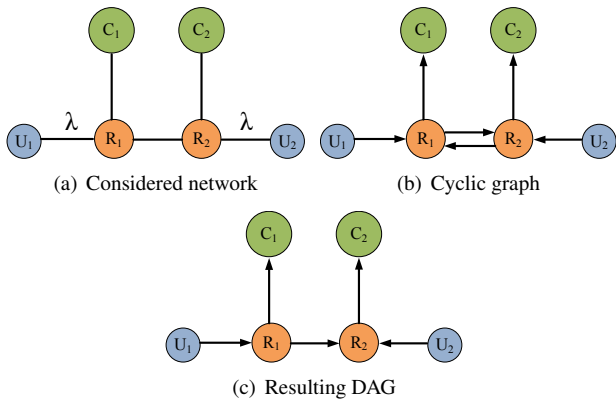 C1 C2 C1 C2
λ λ
U1 R1 R2 U2 U1 R1 R2 U2
(a) Considered network (b) Cyclic graph
C1 C2
U1 R1 R2 U2
(c) Resulting DAG